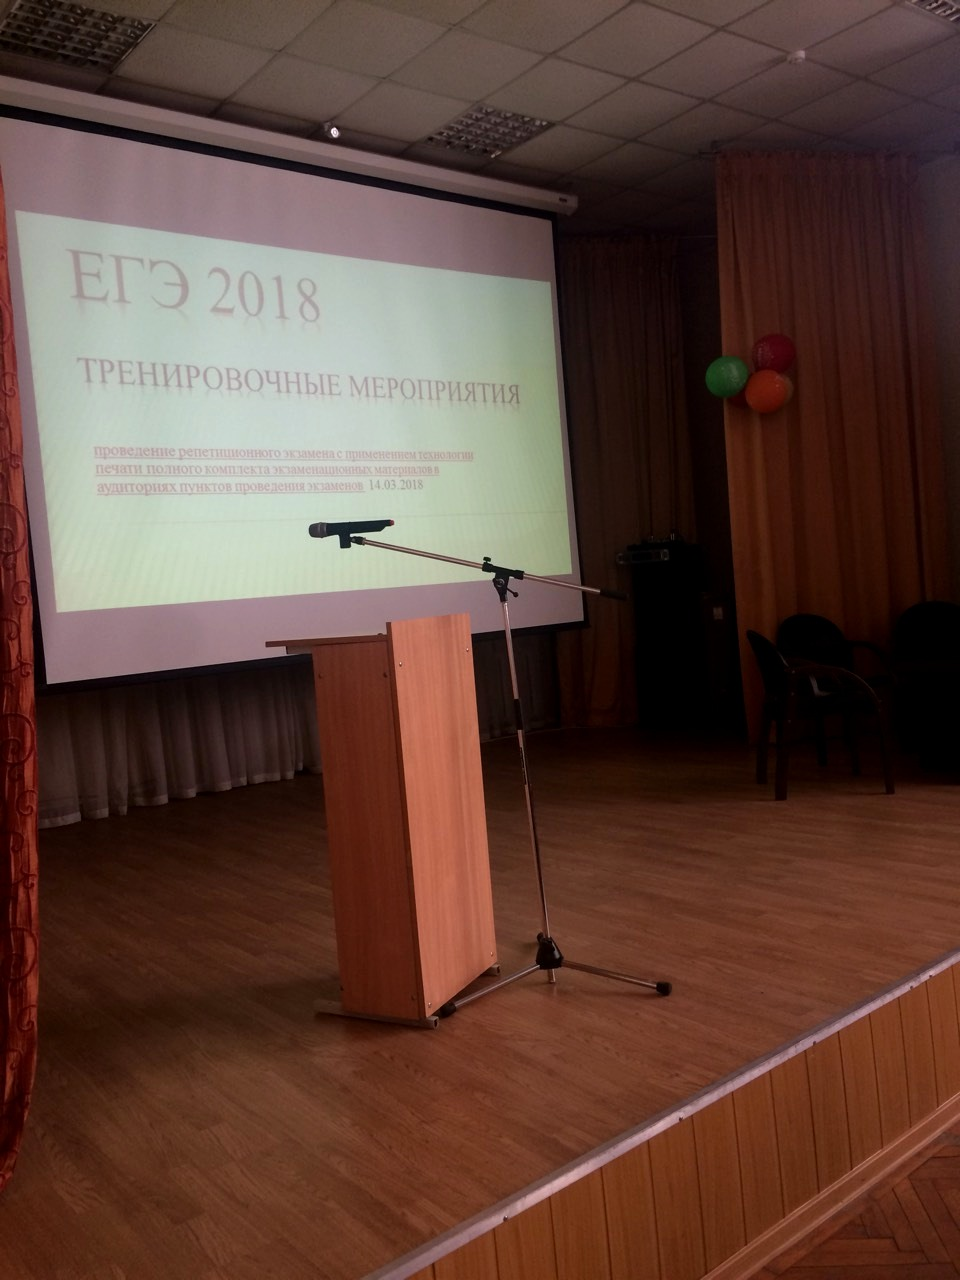 ЕГЭ 2018
ТРЕНИРОВОЧНЫЕ МЕРОПРИЯТИЯ
проведение репетиционного экзамена с применением технологии
печати полного комплекта экзаменационных материалов в
аудиториях пунктов проведения экзаменов 14.03.2018